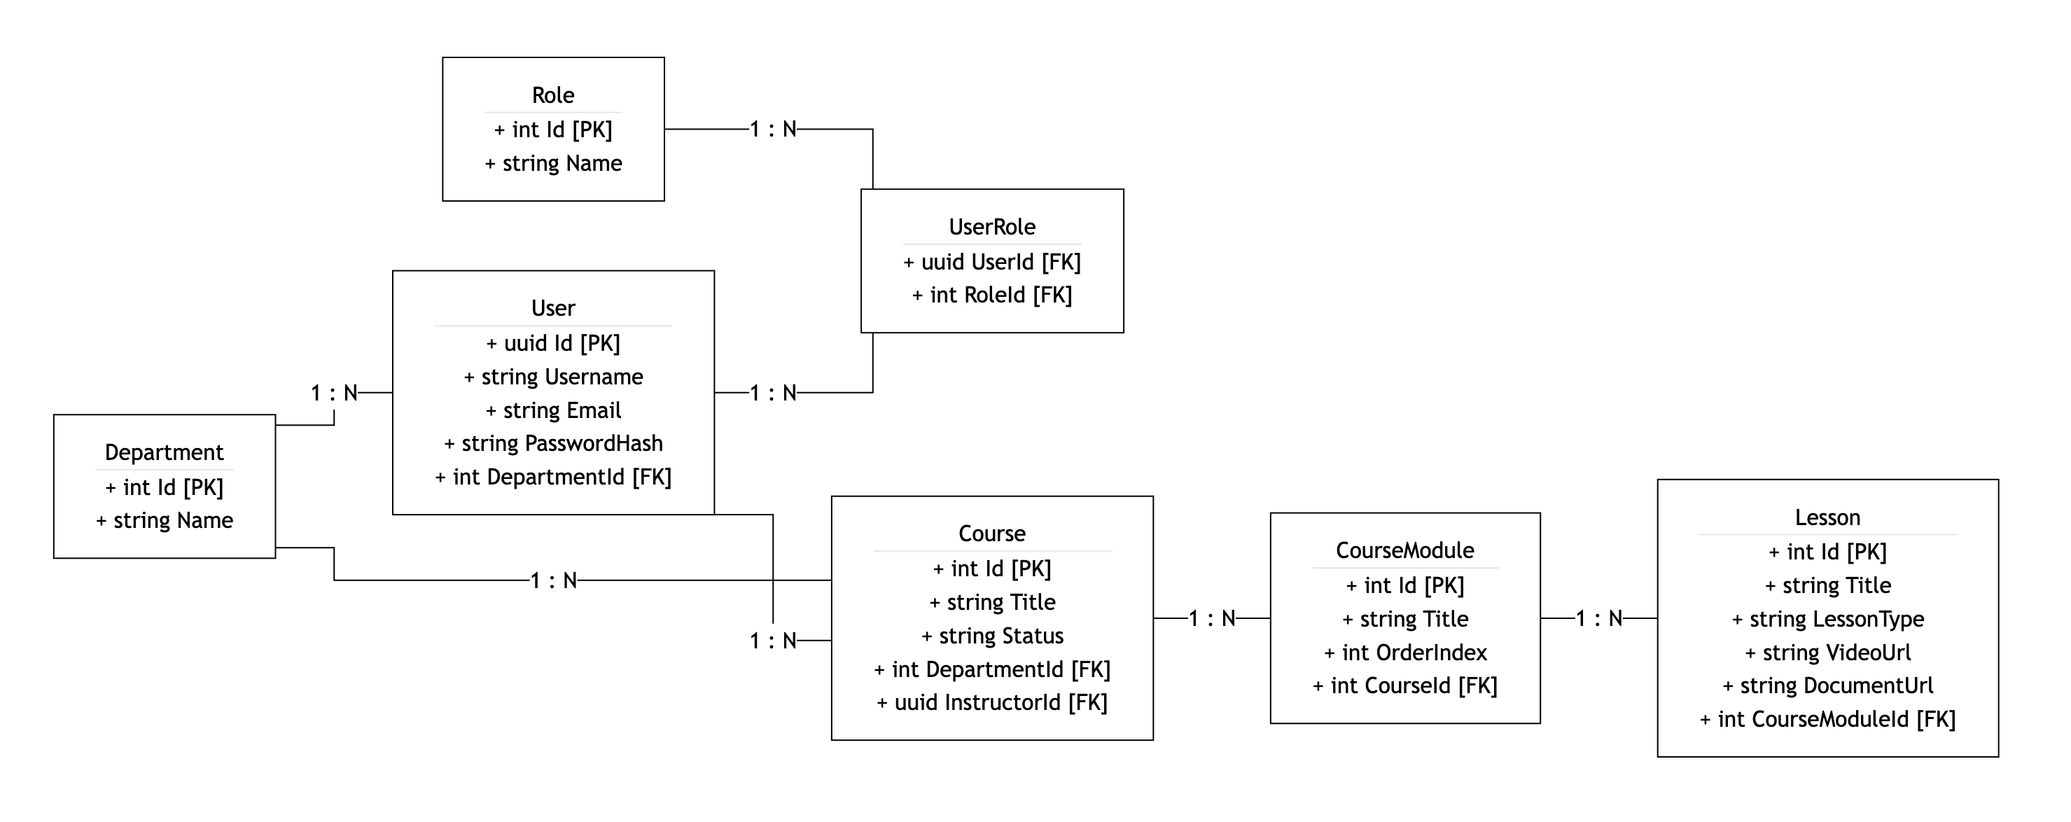 Role
+ int Id [PK]
+ string Name
1 : N
UserRole
+ uuid UserId [FK]
+ int RoleId [FK]
User
+ uuid Id [PK]
+ string Username
+ string Email
+ string PasswordHash
+ int DepartmentId [FK]
1 : N
1 : N
Department
+ int Id [PK]
+ string Name
1 : N
1 : N
Course
+ int Id [PK]
+ string Title
+ string Status
+ int DepartmentId [FK]
+ uuid InstructorId [FK]
1 : N
CourseModule
+ int Id [PK]
+ string Title
+ int OrderIndex
+ int CourseId [FK]
1 : N
Lesson
+ int Id [PK]
+ string Title
+ string LessonType
+ string VideoUrl
+ string DocumentUrl
+ int CourseModuleId [FK]